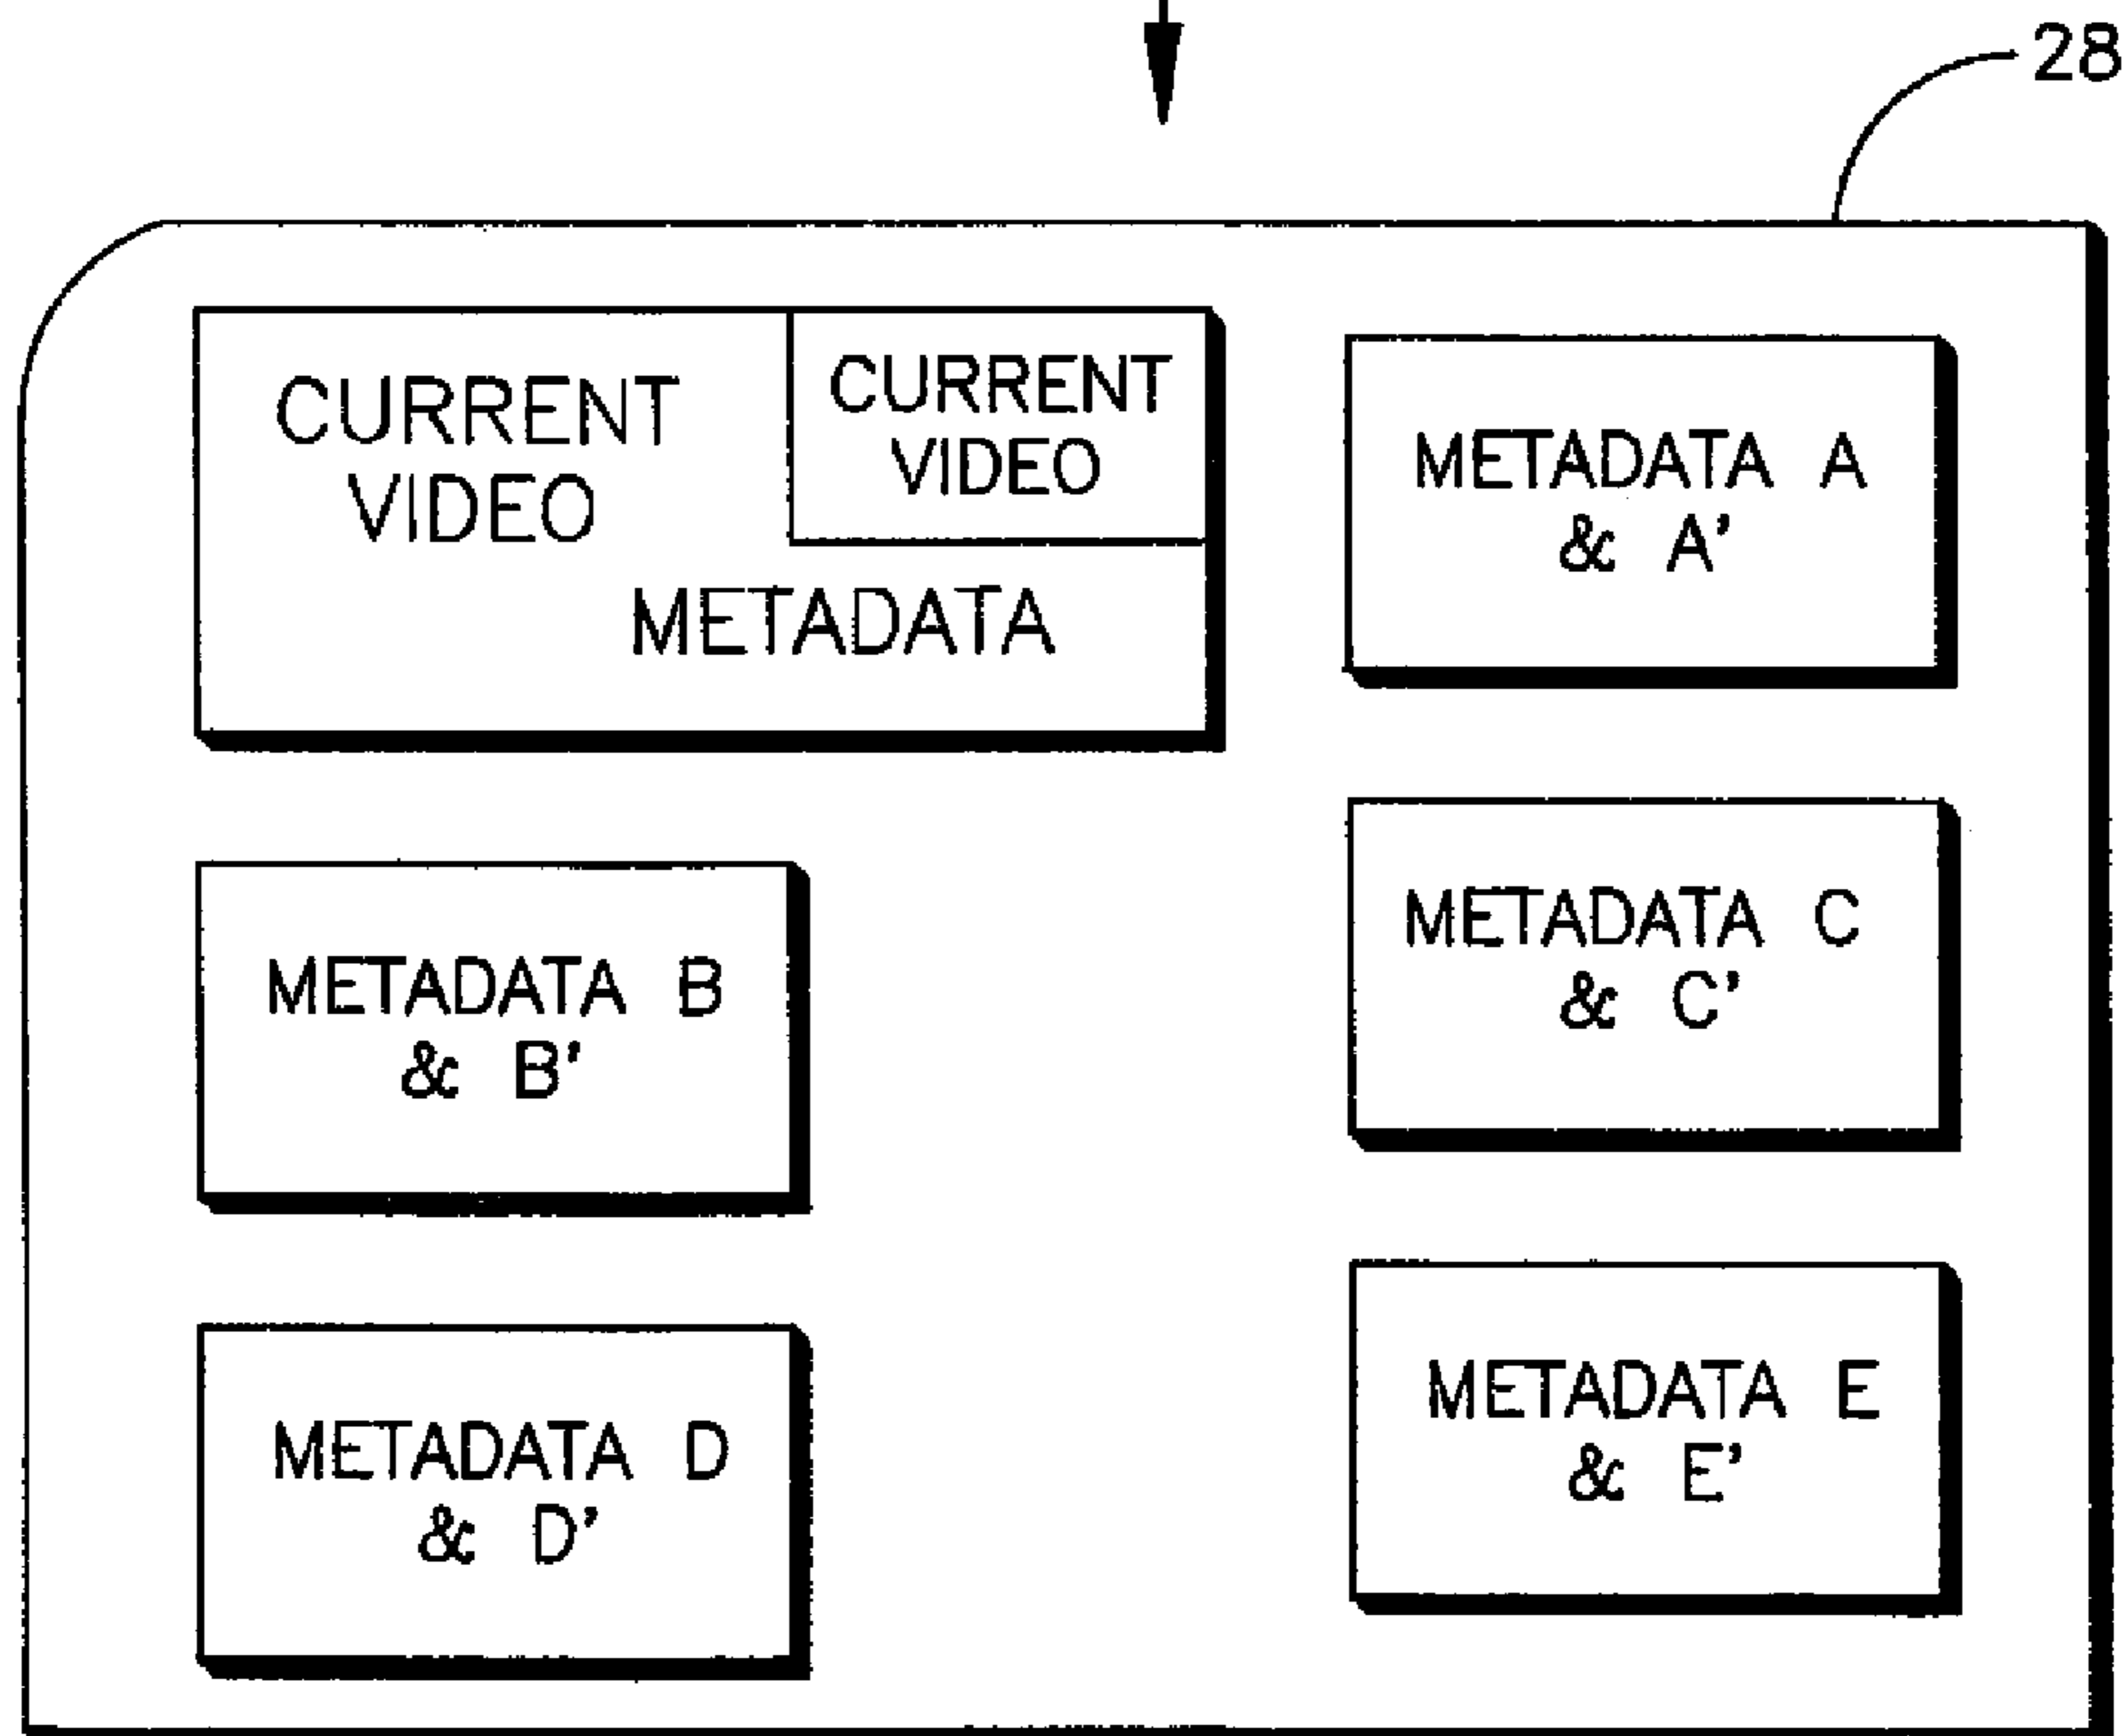 28
CURRENT
VIDEO
CURRENT
VIDEO
METADATA
METADATA A
& A'
METADATA B
& B'
METADATA C
& C'
METADATA D
& D'
METADATA E
& E'